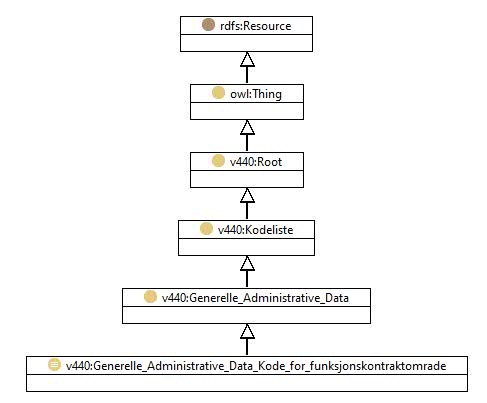 rdfs:Resource
owl:Thing
v440:Root
v440:Kodeliste
v440:Generelle_Administrative_Data
v440:Generelle_Administrative_Data_Kode_for_funksjonskontraktomrade